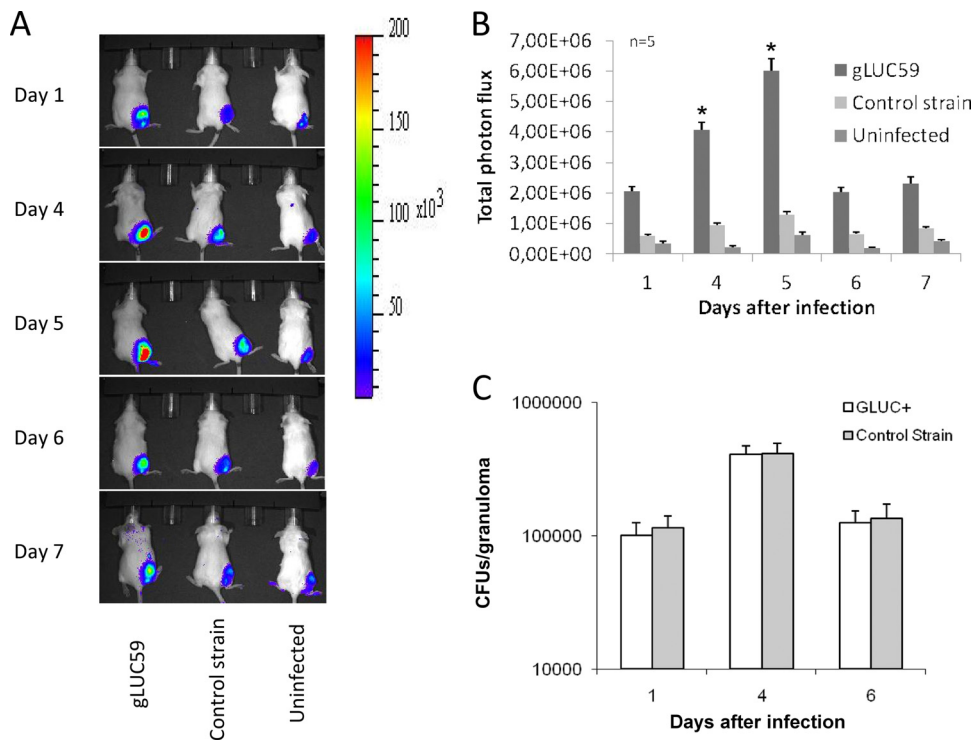 A
Day 1
Day 4
Day 5
Day 6
Day 7
gLUC59
Control strain
Uninfected
200
150
100
50
x10³
B
n=5
Total photon flux
7,00E+06
6,00E+06
5,00E+06
4,00E+06
3,00E+06
2,00E+06
1,00E+06
0,00E+00
*
*
gLUC59
Control strain
Uninfected
1 4 5 6 7
Days after infection
C
CFUs/granuloma
1000000
100000
10000
GLUC+
Control Strain
1 4 6
Days after infection